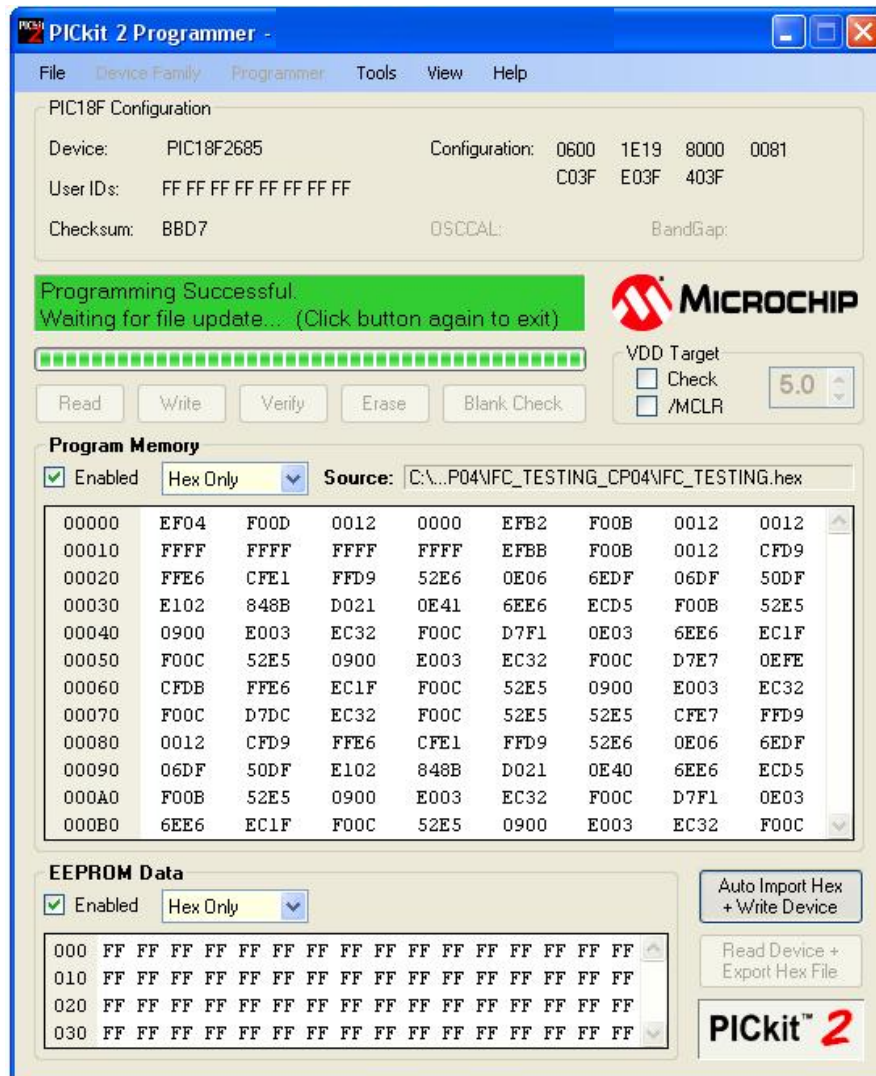 PICkit 2 Programmer -
File Device Family Programmer Tools View Help
PIC18F Configuration
Device: PIC18F2685 Configuration: 0600 1E19 8000 0081
C03F E03F 403F
User IDs: FF FF FF FF FF FF FF FF
Checksum: BBD7 OSCCAL: BandGap:
Programming Successful.
Waiting for file update... (Click button again to exit)
MICROCHIP
VDD Target
Check
/MCLR
5.0
Read Write Verify Erase Blank Check
Program Memory
Enabled Hex Only Source: C:\...P04\IFC_TESTING_CP04\IFC_TESTING.hex
00000 EF04 F00D 0012 0000 EFB2 F00B 0012 0012
00010 FFFF FFFF FFFF FFFF EFBB F00B 0012 CFD9
00020 FFE6 CFE1 FFD9 52E6 0E06 6EDF 06DF 50DF
00030 E102 848B D021 0E41 6EE6 ECD5 F00B 52E5
00040 0900 E003 EC32 F00C D7F1 0E03 6EE6 EC1F
00050 F00C 52E5 0900 E003 EC32 F00C D7E7 0EFE
00060 CFDB FFE6 EC1F F00C 52E5 0900 E003 EC32
00070 F00C D7DC EC32 F00C 52E5 52E5 CFE7 FFD9
00080 0012 CFD9 FFE6 CFE1 FFD9 52E6 0E06 6EDF
00090 06DF 50DF E102 848B D021 0E40 6EE6 ECD5
000A0 F00B 52E5 0900 E003 EC32 F00C D7F1 0E03
000B0 6EE6 EC1F F00C 52E5 0900 E003 EC32 F00C
EEPROM Data
Enabled Hex Only
000 FF FF FF FF FF FF FF FF FF FF FF FF FF FF FF FF
010 FF FF FF FF FF FF FF FF FF FF FF FF FF FF FF FF
020 FF FF FF FF FF FF FF FF FF FF FF FF FF FF FF FF
030 FF FF FF FF FF FF FF FF FF FF FF FF FF FF FF FF
Auto Import Hex
+ Write Device
Read Device +
Export Hex File
PICkit™ 2